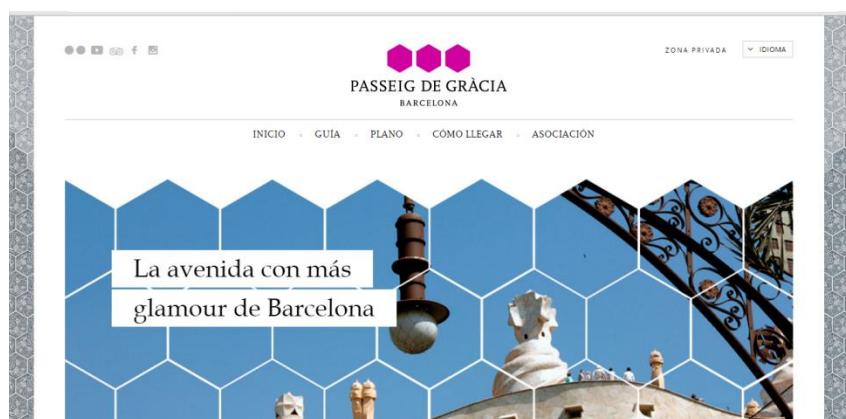 ZONA PRIVADA
IDIOMA
PASSEIG DE GRÀCIA
BARCELONA
INICIO GUÍA PLANO CÓMO LLEGAR ASOCIACIÓN
La avenida con más
glamour de Barcelona